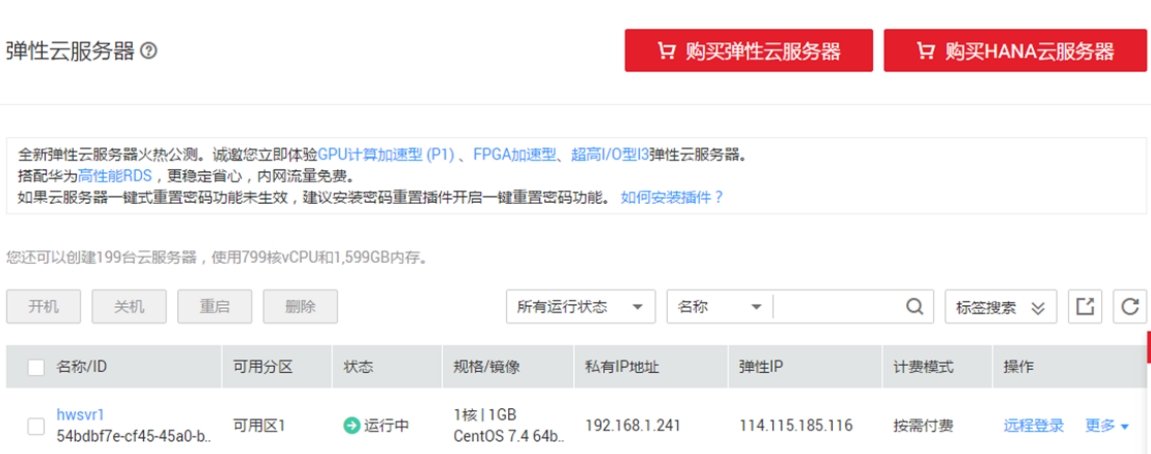 弹性云服务器
购买弹性云服务器
购买HANA云服务器
全新弹性云服务器火热公测。诚邀您立即体验GPU计算加速型 (P1) 、FPGA加速型、超高I/O型I3弹性云服务器。
搭配华为高性能RDS，更稳定省心，内网流量免费。
如果云服务器一键式重置密码功能未生效，建议安装密码重置插件开启一键重置密码功能。 如何安装插件？
您还可以创建199台云服务器，使用799核vCPU和1,599GB内存。
开机 关机 重启 删除 所有运行状态 名称 标签搜索
名称/ID 可用分区 状态 规格/镜像 私有IP地址 弹性IP 计费模式 操作
hwsvr1 1核 | 1GB
可用区1 运行中 192.168.1.241 114.115.185.116 按需付费 远程登录 更多
54bdbf7e-cf45-45a0-b.. CentOS 7.4 64b..